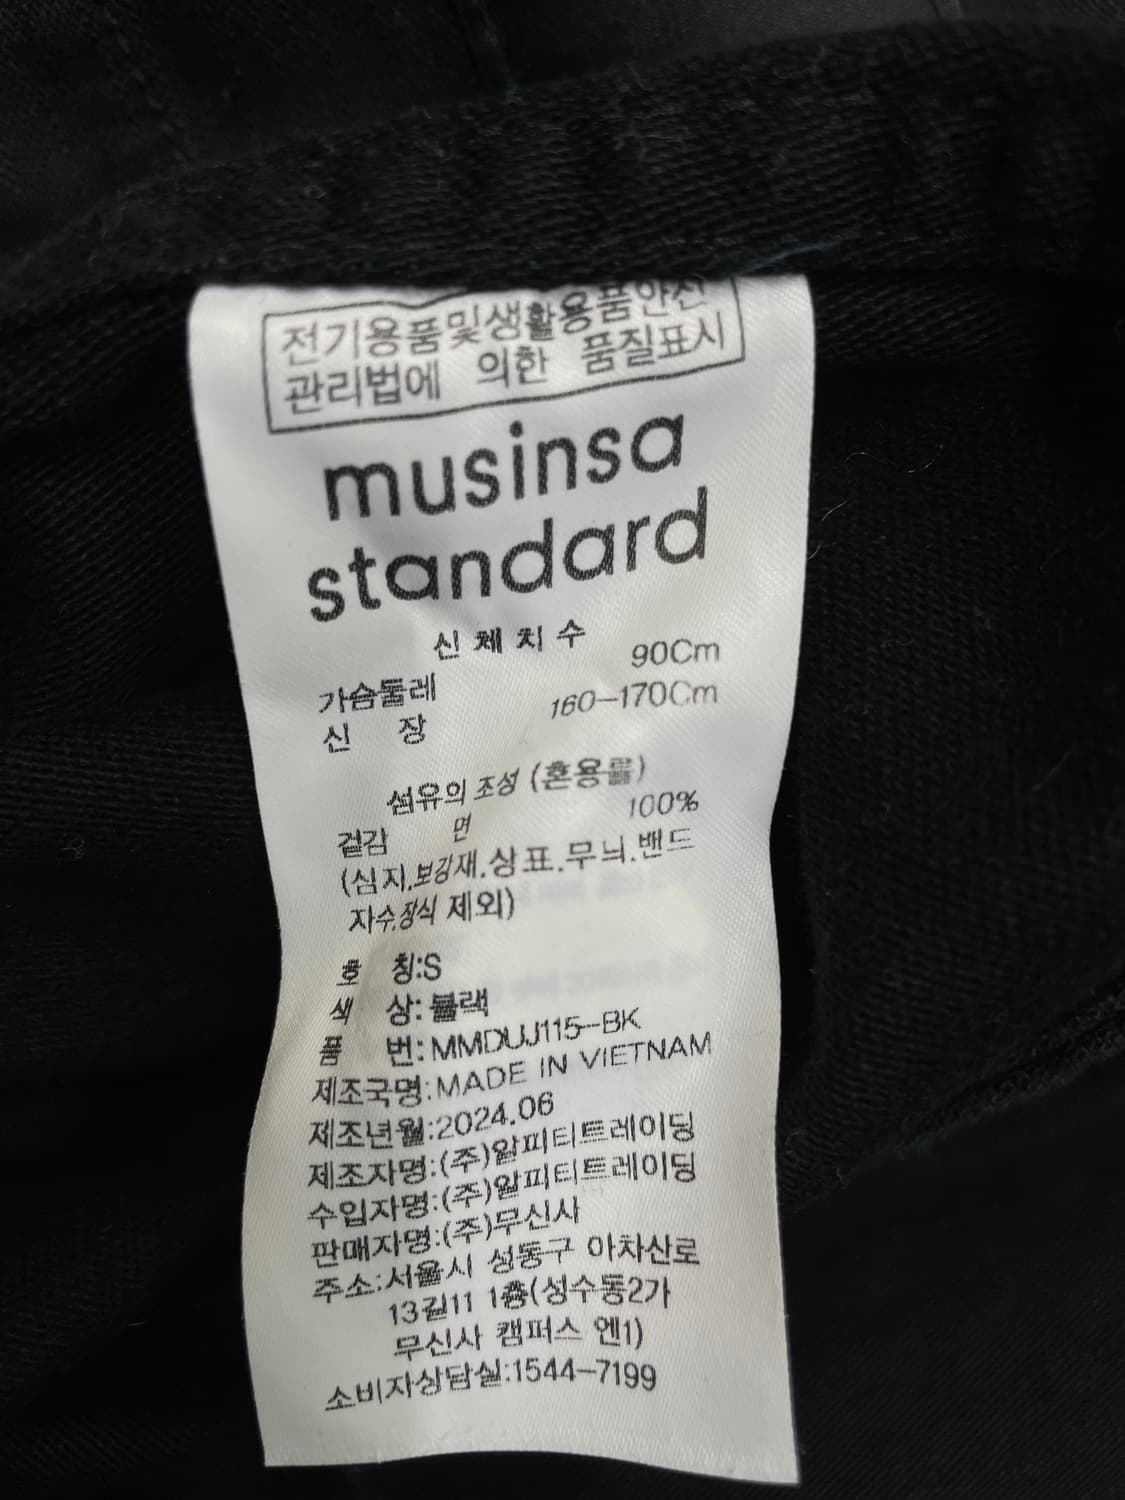 전기용품및생활용품안전
관리법에 의한 품질표시
musinsa
standard
신체치수
가슴둘레 90Cm
신 장 160-170Cm
섬유의 조성 (혼용률)
겉감 면 100%
(심지.보강재.상표.무늬.밴드
자수.장식 제외)
호 칭:S
색 상:블랙
품 번:MMDUJ115-BK
제조국명:MADE IN VIETNAM
제조년월:2024.06
제조자명:(주)알피티트레이딩
수입자명:(주)알피티트레이딩
판매자명:(주)무신사
주소:서울시 성동구 아차산로
13길11 1층(성수동2가
무신사 캠퍼스 엔1)
소비자상담실:1544-7199